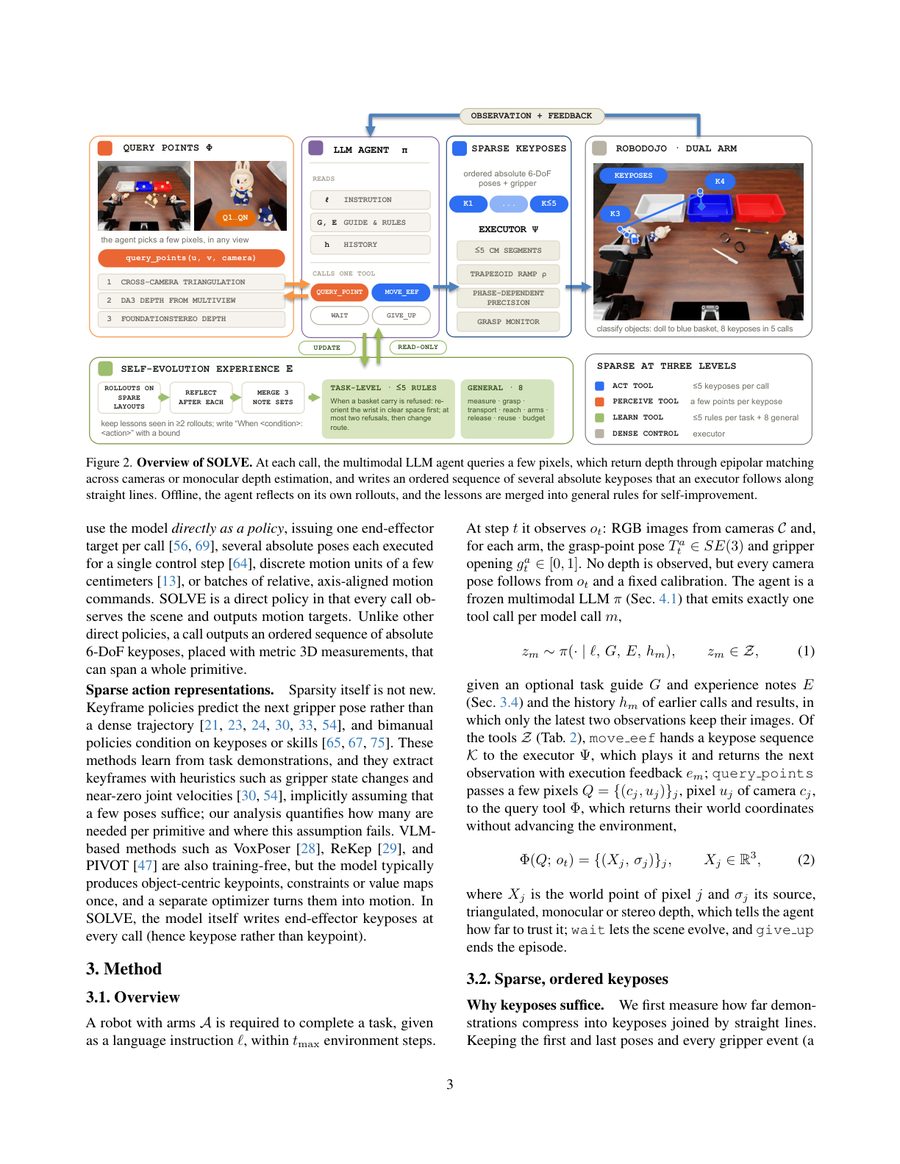 OBSERVATION + FEEDBACK
QUERY POINTS Φ
Q1…QN
the agent picks a few pixels, in any view
query_points(u, v, camera)
1 CROSS-CAMERA TRIANGULATION
2 DA3 DEPTH FROM MULTIVIEW
3 FOUNDATIONSTEREO DEPTH
LLM AGENT π
READS
ℓ INSTRUTION
G, E GUIDE & RULES
h HISTORY
CALLS ONE TOOL
QUERY_POINT MOVE_EEF
WAIT GIVE_UP
SPARSE KEYPOSES
ordered absolute 6-DoF
poses + gripper
K1 ... K≤5
EXECUTOR Ψ
≤5 CM SEGMENTS
TRAPEZOID RAMP ρ
PHASE-DEPENDENT
PRECISION
GRASP MONITOR
ROBODOJO · DUAL ARM
KEYPOSES
K4
K3
classify objects: doll to blue basket, 8 keyposes in 5 calls
UPDATE READ-ONLY
SELF-EVOLUTION EXPERIENCE E
ROLLOUTS ON
SPARE
LAYOUTS
REFLECT
AFTER EACH
MERGE 3
NOTE SETS
keep lessons seen in ≥2 rollouts; write “When <condition>:
<action>” with a bound
TASK-LEVEL · ≤5 RULES
When a basket carry is refused: re-
orient the wrist in clear space first; at
most two refusals, then change
route.
GENERAL · 8
measure · grasp ·
transport · reach · arms ·
release · reuse · budget
SPARSE AT THREE LEVELS
ACT TOOL ≤5 keyposes per call
PERCEIVE TOOL a few points per keypose
LEARN TOOL ≤5 rules per task + 8 general
DENSE CONTROL executor
Figure 2. Overview of SOLVE. At each call, the multimodal LLM agent queries a few pixels, which return depth through epipolar matching
across cameras or monocular depth estimation, and writes an ordered sequence of several absolute keyposes that an executor follows along
straight lines. Offline, the agent reflects on its own rollouts, and the lessons are merged into general rules for self-improvement.
use the model directly as a policy, issuing one end-effector
target per call [56, 69], several absolute poses each executed
for a single control step [64], discrete motion units of a few
centimeters [13], or batches of relative, axis-aligned motion
commands. SOLVE is a direct policy in that every call ob-
serves the scene and outputs motion targets. Unlike other
direct policies, a call outputs an ordered sequence of absolute
6-DoF keyposes, placed with metric 3D measurements, that
can span a whole primitive.
Sparse action representations. Sparsity itself is not new.
Keyframe policies predict the next gripper pose rather than
a dense trajectory [21, 23, 24, 30, 33, 54], and bimanual
policies condition on keyposes or skills [65, 67, 75]. These
methods learn from task demonstrations, and they extract
keyframes with heuristics such as gripper state changes and
near-zero joint velocities [30, 54], implicitly assuming that
a few poses suffice; our analysis quantifies how many are
needed per primitive and where this assumption fails. VLM-
based methods such as VoxPoser [28], ReKep [29], and
PIVOT [47] are also training-free, but the model typically
produces object-centric keypoints, constraints or value maps
once, and a separate optimizer turns them into motion. In
SOLVE, the model itself writes end-effector keyposes at
every call (hence keypose rather than keypoint).
3. Method
3.1. Overview
A robot with arms 𝒜 is required to complete a task, given
as a language instruction ℓ, within t_max environment steps.
At step t it observes o_t: RGB images from cameras 𝒞 and,
for each arm, the grasp-point pose T_t^a ∈ SE(3) and gripper
opening g_t^a ∈ [0, 1]. No depth is observed, but every camera
pose follows from o_t and a fixed calibration. The agent is a
frozen multimodal LLM π (Sec. 4.1) that emits exactly one
tool call per model call m,
z_m ∼ π(· | ℓ, G, E, h_m), z_m ∈ 𝒵, (1)
given an optional task guide G and experience notes E
(Sec. 3.4) and the history h_m of earlier calls and results, in
which only the latest two observations keep their images. Of
the tools 𝒵 (Tab. 2), move_eef hands a keypose sequence
𝒦 to the executor Ψ, which plays it and returns the next
observation with execution feedback e_m; query_points
passes a few pixels Q = {(c_j, u_j)}_j, pixel u_j of camera c_j,
to the query tool Φ, which returns their world coordinates
without advancing the environment,
Φ(Q; o_t) = {(X_j, σ_j)}_j, X_j ∈ ℝ³, (2)
where X_j is the world point of pixel j and σ_j its source,
triangulated, monocular or stereo depth, which tells the agent
how far to trust it; wait lets the scene evolve, and give_up
ends the episode.
3.2. Sparse, ordered keyposes
Why keyposes suffice. We first measure how far demon-
strations compress into keyposes joined by straight lines.
Keeping the first and last poses and every gripper event (a
3